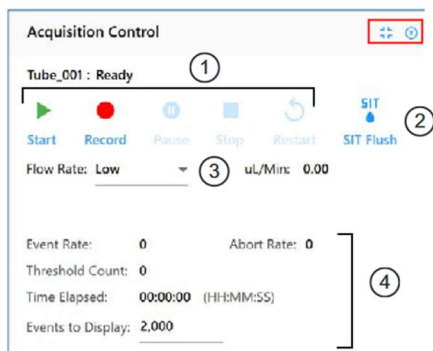 Acquisition Control
Tube_001 : Ready
1
SIT
Start Record Pause Stop Restart SIT Flush
2
Flow Rate: Low 3 uL/Min: 0.00
Event Rate: 0 Abort Rate: 0
Threshold Count: 0
Time Elapsed: 00:00:00 (HH:MM:SS)
4
Events to Display: 2,000